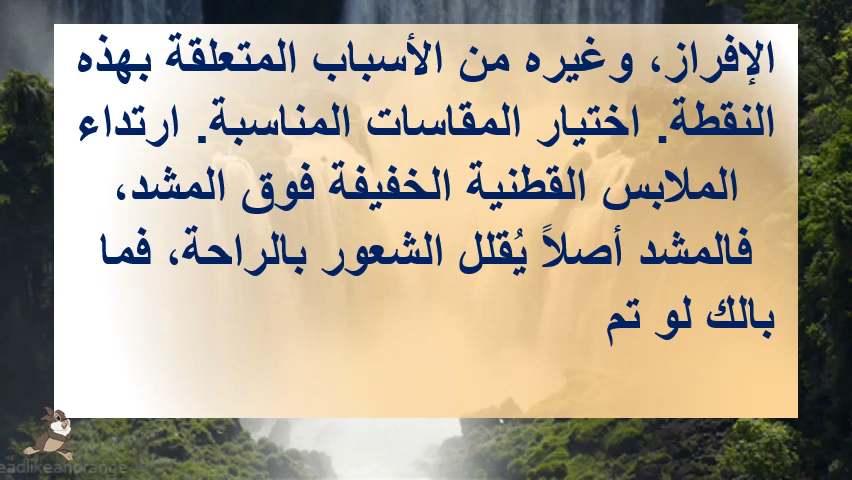 الإفراز، وغيره من الأسباب المتعلقة بهذه
النقطة. اختيار المقاسات المناسبة. ارتداء
الملابس القطنية الخفيفة فوق المشد،
فالمشد أصلاً يُقلل الشعور بالراحة، فما
بالك لو تم
eadlikeanorange